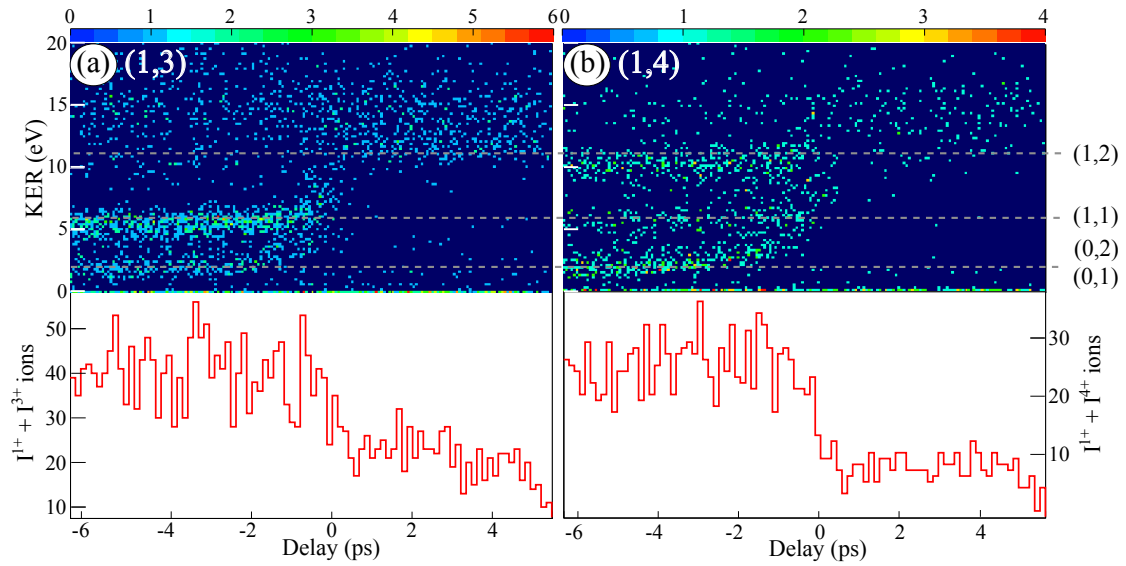 0 1 2 3 4 5 6 0 1 2 3 4
20 (a) (1,3) (b) (1,4)
15
10 (1,2)
KER (eV)
5 (1,1)
(0,2)
0 (0,1)
50 30
40
30 20
20 10
10
I¹⁺ + I³⁺ ions
I¹⁺ + I⁴⁺ ions
-6 -4 -2 0 2 4 -6 -4 -2 0 2 4
Delay (ps) Delay (ps)